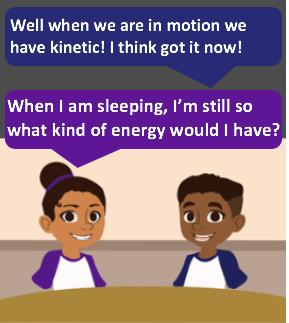 Well when we are in motion we
have kinetic! I think got it now!
When I am sleeping, I'm still so
what kind of energy would I have?